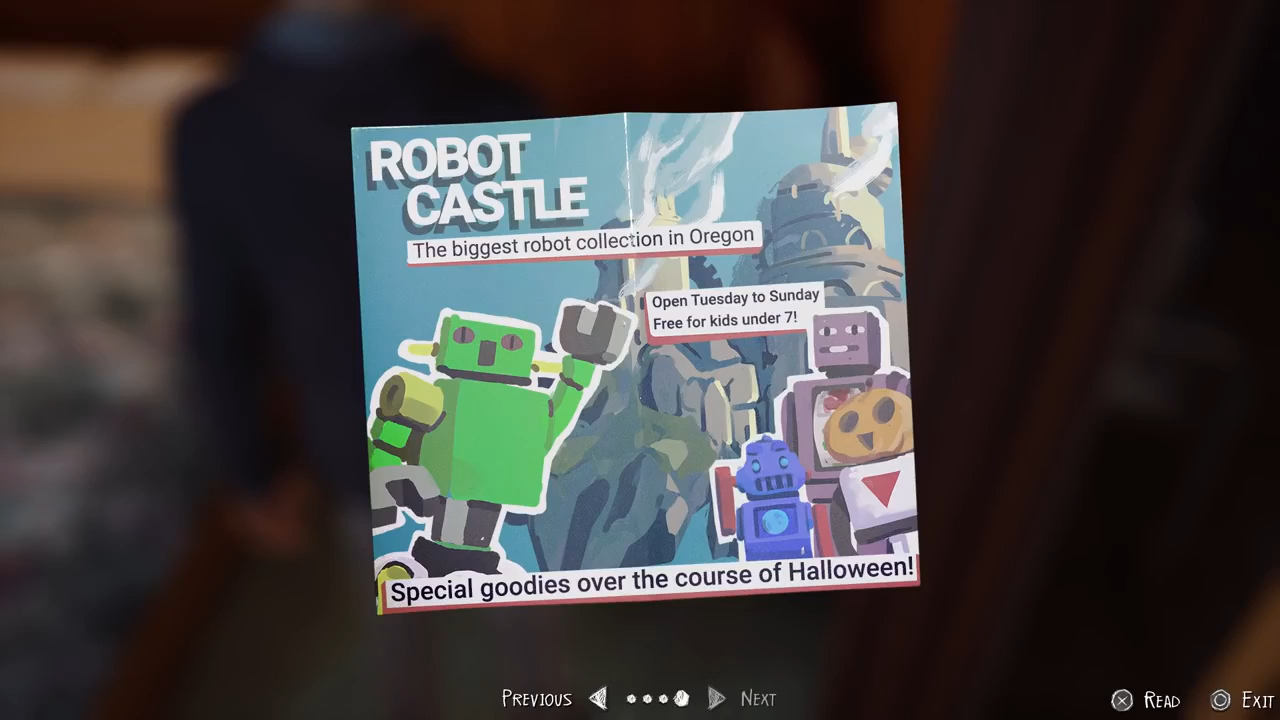 ROBOT
CASTLE
The biggest robot collection in Oregon
Open Tuesday to Sunday
Free for kids under 7!
Special goodies over the course of Halloween!
Previous
Next
Read
Exit